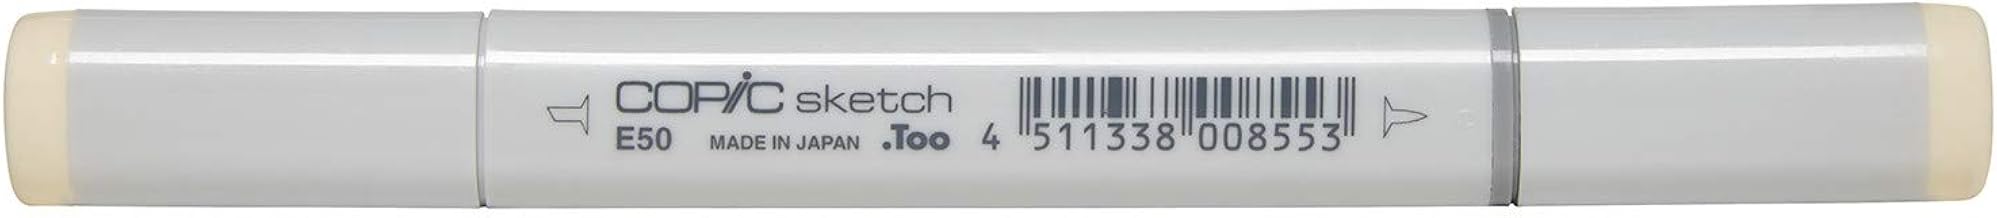 COPiC sketch
E50 MADE IN JAPAN .Too
4 511338 008553